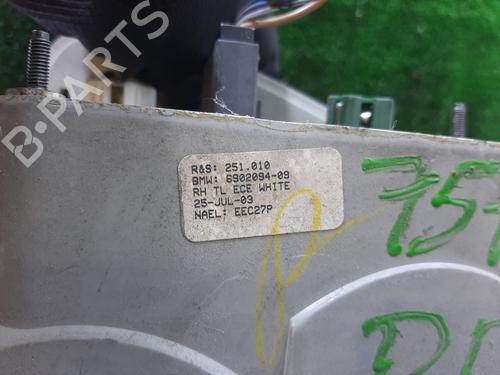 B-PARTS
R&S: 251.010
BMW: 6902094-09
RH TL ECE WHITE
25-JUL-03
NAEL: EEC27P